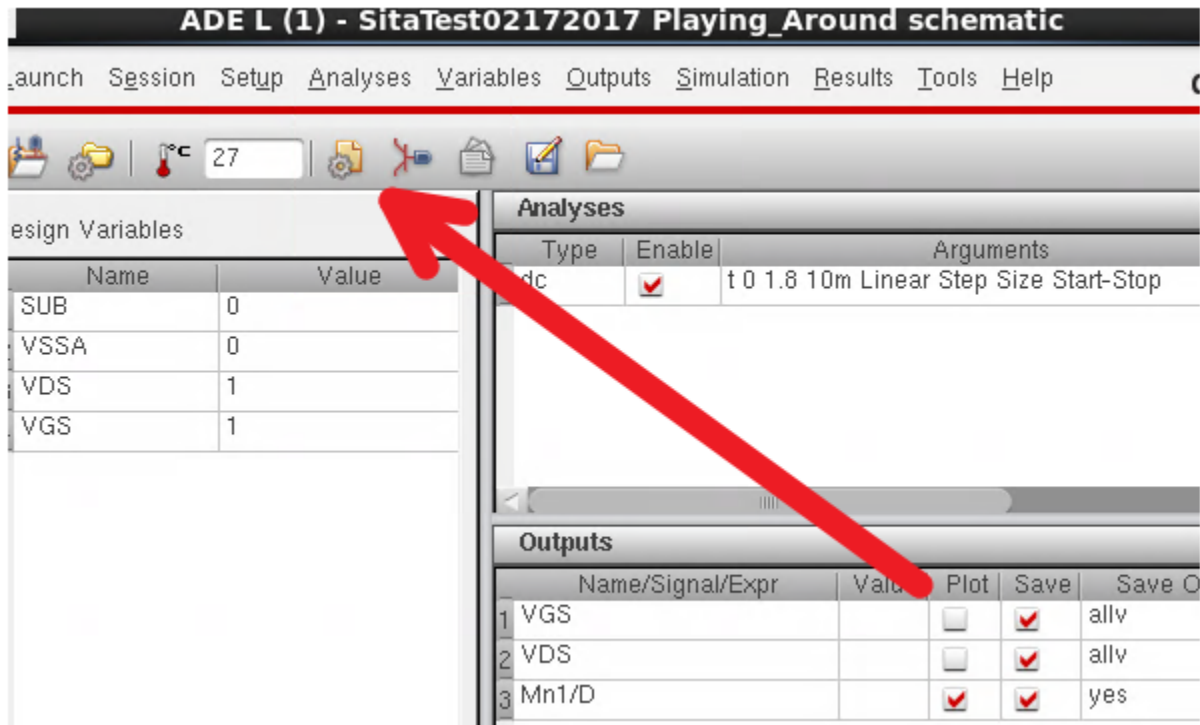 ADE L (1) - SitaTest02172017 Playing_Around schematic
aunch Session Setup Analyses Variables Outputs Simulation Results Tools Help
°C 27
esign Variables
Name Value
SUB 0
VSSA 0
VDS 1
VGS 1
Analyses
Type Enable Arguments
dc t 0 1.8 10m Linear Step Size Start-Stop
Outputs
Name/Signal/Expr Valu Plot Save Save O
1 VGS allv
2 VDS allv
3 Mn1/D yes